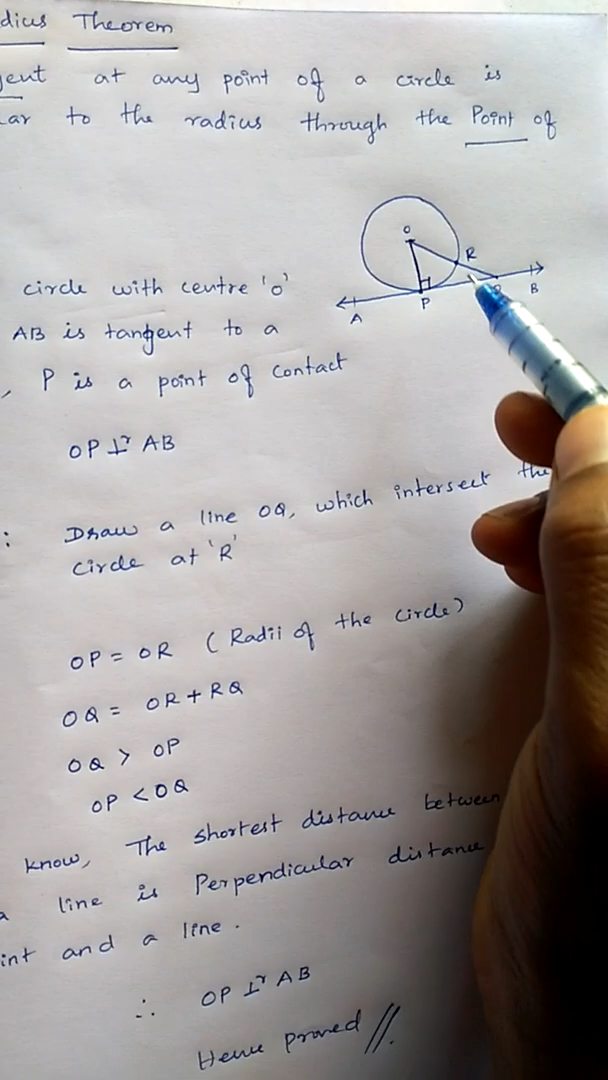 dius Theorem
gent at any point of a circle is
lar to the radius through the Point of
O
R
B
P
A
circle with centre 'o'
AB is tangent to a
, P is a point of contact
OP ⊥r AB
: Draw a line OQ, which intersect the
circle at 'R'
OP = OR (Radii of the circle)
OQ = OR + RQ
OQ > OP
OP < OQ
know, The shortest distance between
a line is Perpendicular distance
int and a line.
∴ OP ⊥r AB
Hence proved //.